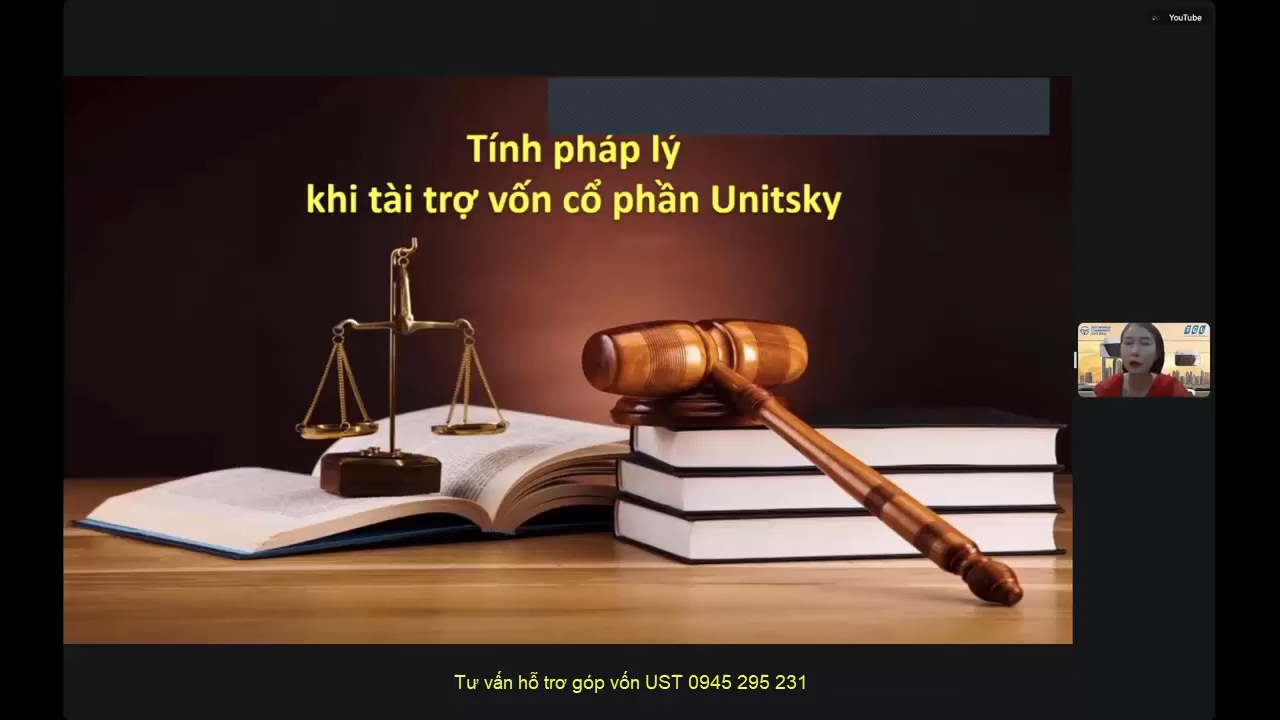 YouTube
Tính pháp lý
khi tài trợ vốn cổ phần Unitsky
Tư vấn hỗ trơ góp vốn UST 0945 295 231